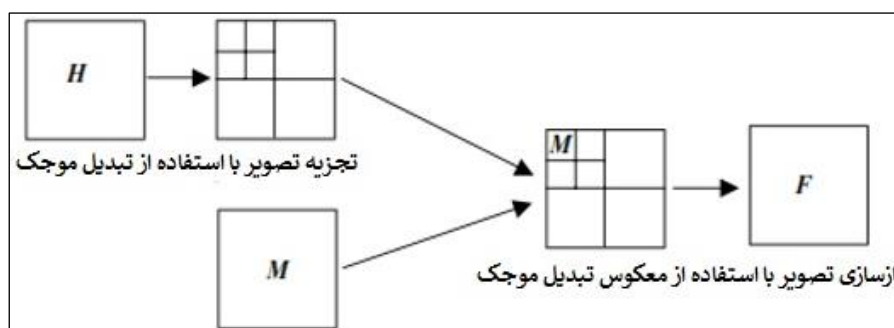 H
تجزیه تصویر با استفاده از تبدیل موجک
M
F
M
ازسازی تصویر با استفاده از معکوس تبدیل موجک